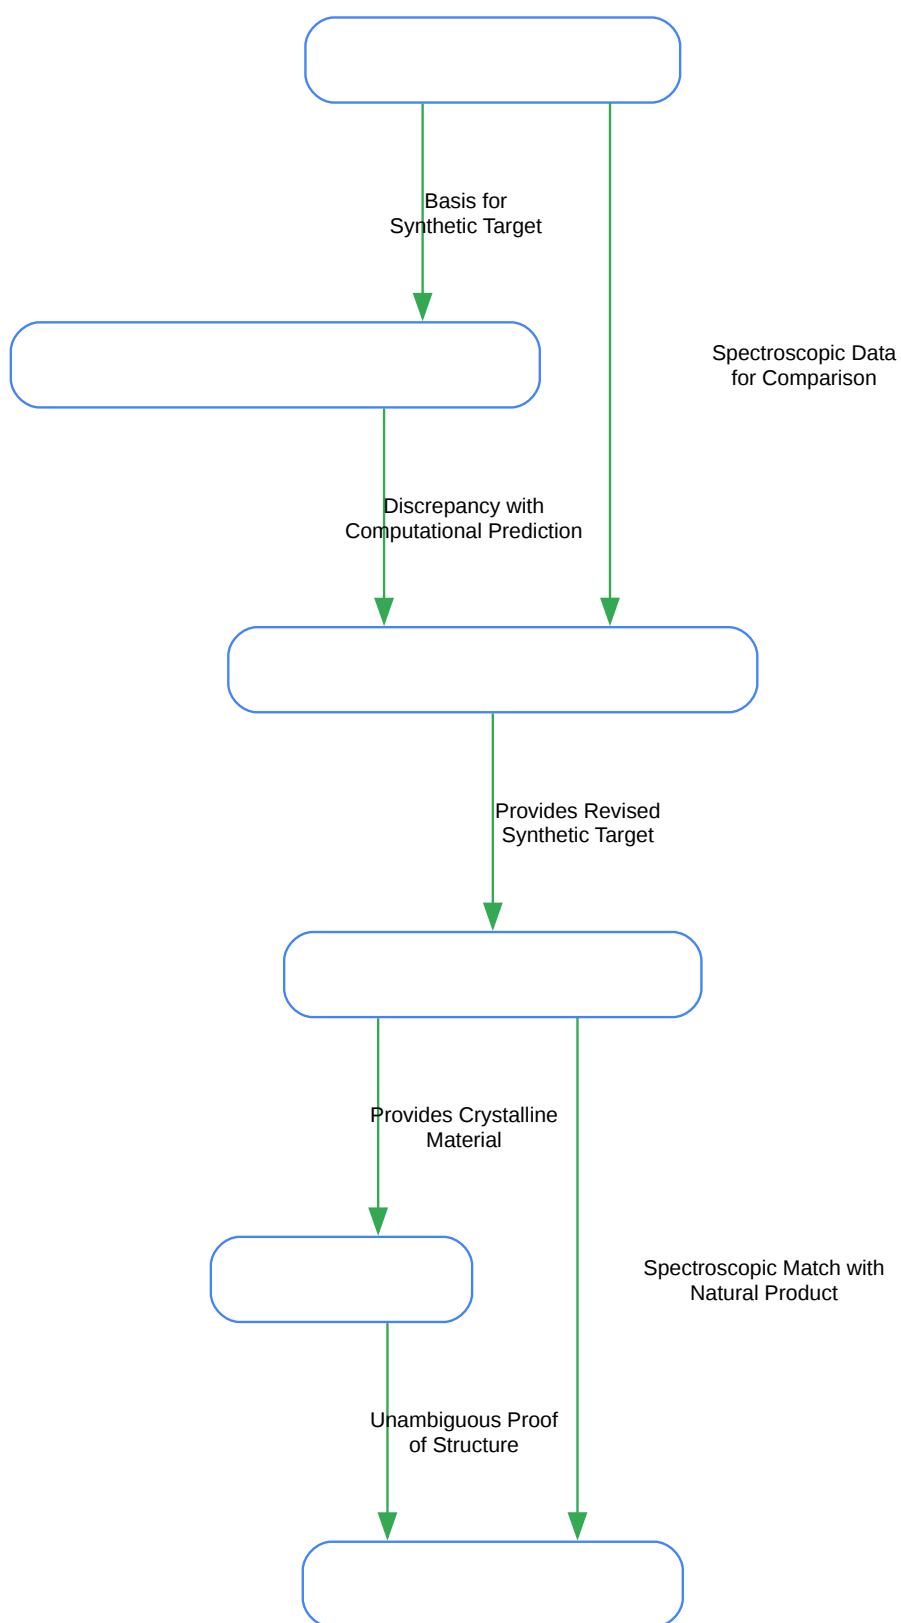 Basis for
Synthetic Target
Spectroscopic Data
for Comparison
Discrepancy with
Computational Prediction
Provides Revised
Synthetic Target
Provides Crystalline
Material
Spectroscopic Match with
Natural Product
Unambiguous Proof
of Structure